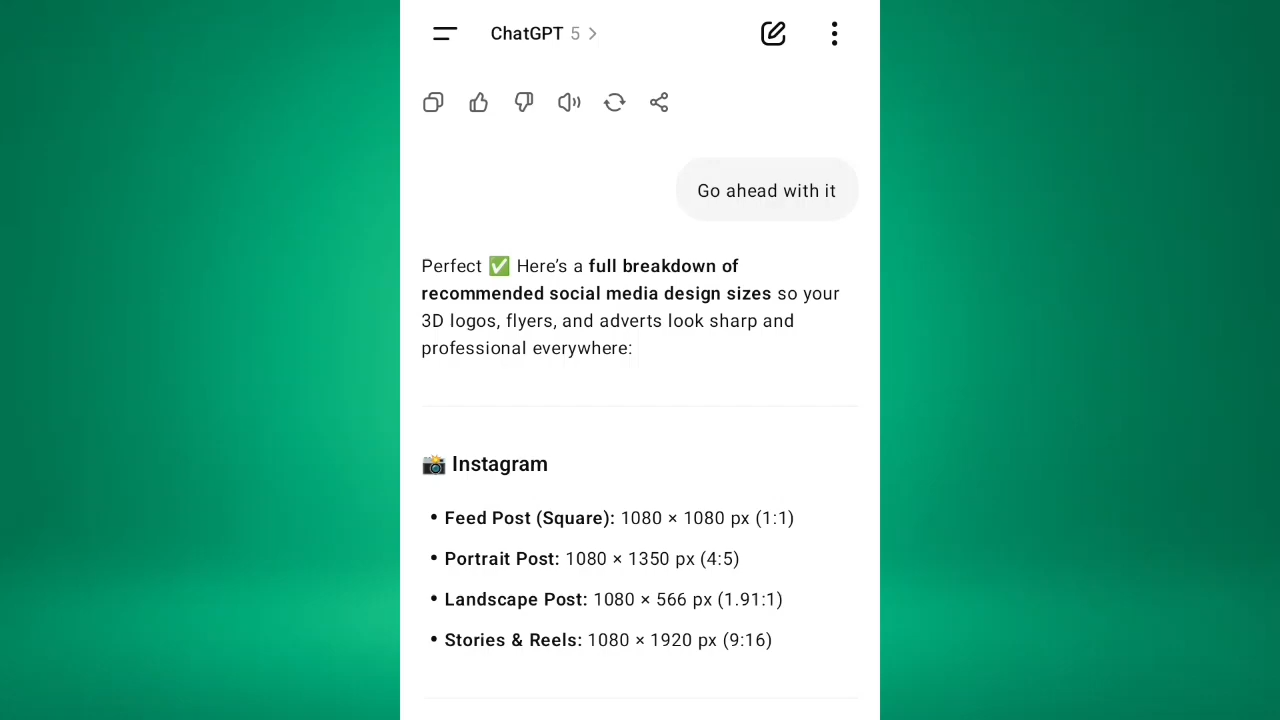 ChatGPT 5
Go ahead with it
Perfect ✅ Here’s a full breakdown of
recommended social media design sizes so your
3D logos, flyers, and adverts look sharp and
professional everywhere:
📸 Instagram
• Feed Post (Square): 1080 × 1080 px (1:1)
• Portrait Post: 1080 × 1350 px (4:5)
• Landscape Post: 1080 × 566 px (1.91:1)
• Stories & Reels: 1080 × 1920 px (9:16)